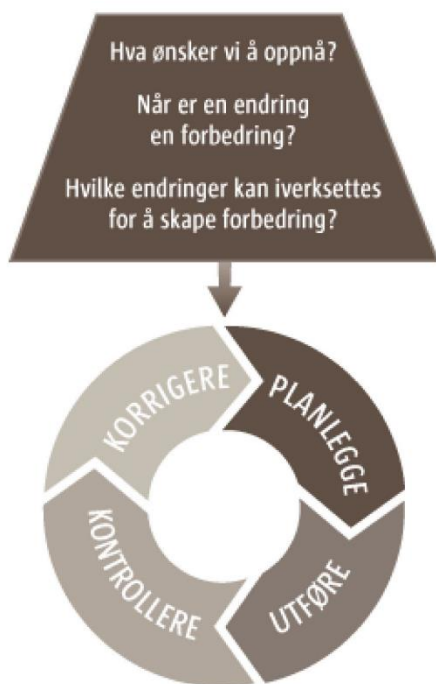 Hva ønsker vi å oppnå?
Når er en endring
en forbedring?
Hvilke endringer kan iverksettes
for å skape forbedring?
PLANLEGGE
UTFØRE
KONTROLLERE
KORRIGERE